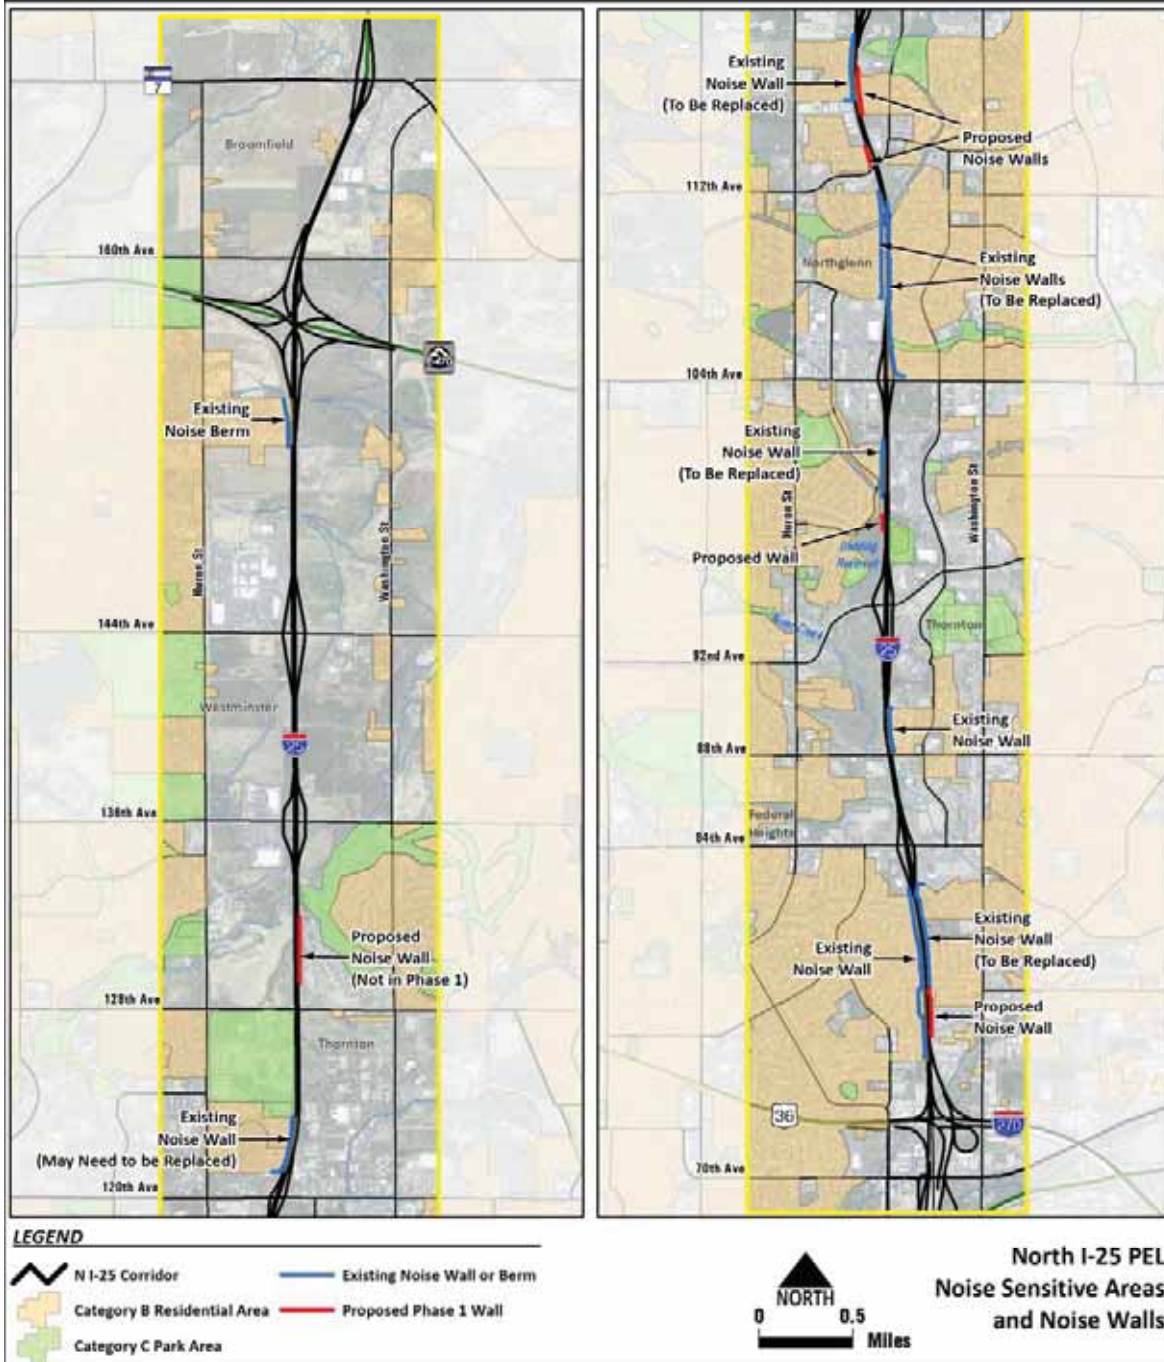 7
Broomfield
160th Ave
Existing
Noise Berm
Huron St
Washington St
144th Ave
Westminster
25
136th Ave
Proposed
Noise Wall
(Not in Phase 1)
128th Ave
Thornton
Existing
Noise Wall
(May Need to be Replaced)
120th Ave
Existing
Noise Wall
(To Be Replaced)
Proposed
Noise Walls
112th Ave
Northglenn
Existing
Noise Walls
(To Be Replaced)
104th Ave
Existing
Noise Wall
(To Be Replaced)
Huron St
Washington St
Proposed Wall
Thornton
25
92nd Ave
Existing
Noise Wall
88th Ave
Federal
Heights
84th Ave
Existing
Noise Wall
(To Be Replaced)
Existing
Noise Wall
Proposed
Noise Wall
36
270
70th Ave
LEGEND
N I-25 Corridor
Existing Noise Wall or Berm
Category B Residential Area
Proposed Phase 1 Wall
Category C Park Area
NORTH
0 0.5
Miles
North I-25 PEL
Noise Sensitive Areas
and Noise Walls